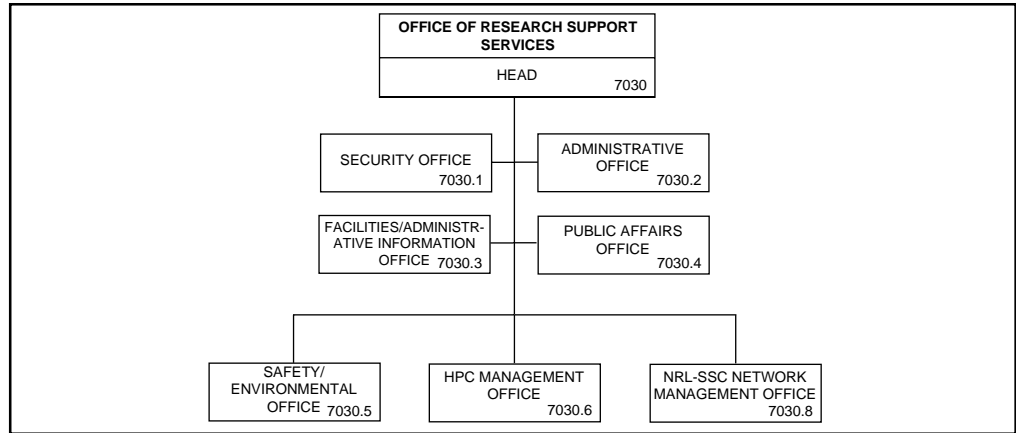 OFFICE OF RESEARCH SUPPORT
SERVICES
HEAD
7030
SECURITY OFFICE
7030.1
ADMINISTRATIVE
OFFICE
7030.2
FACILITIES/ADMINISTR-
ATIVE INFORMATION
OFFICE 7030.3
PUBLIC AFFAIRS
OFFICE
7030.4
SAFETY/
ENVIRONMENTAL
OFFICE 7030.5
HPC MANAGEMENT
OFFICE
7030.6
NRL-SSC NETWORK
MANAGEMENT OFFICE
7030.8